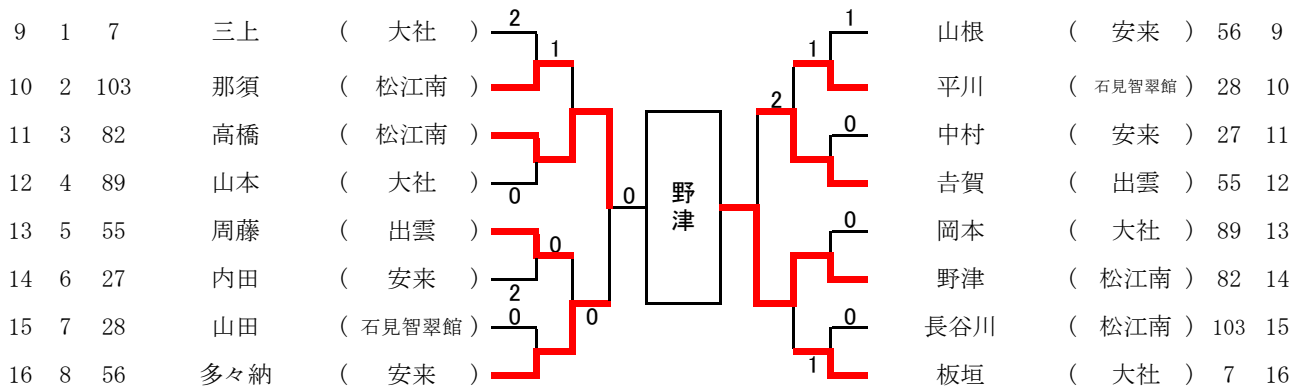 9 1 7 三上 ( 大社 ) 2 1 山根 ( 安来 ) 56 9
1 1
10 2 103 那須 ( 松江南 ) 平川 ( 石見智翠館 ) 28 10
2
11 3 82 高橋 ( 松江南 ) 0 中村 ( 安来 ) 27 11
12 4 89 山本 ( 大社 ) 0 吉賀 ( 出雲 ) 55 12
0 野津
13 5 55 周藤 ( 出雲 ) 0 0 岡本 ( 大社 ) 89 13
14 6 27 内田 ( 安来 ) 2 野津 ( 松江南 ) 82 14
15 7 28 山田 ( 石見智翠館 ) 0 0 0 長谷川 ( 松江南 ) 103 15
16 8 56 多々納 ( 安来 ) 1 板垣 ( 大社 ) 7 16